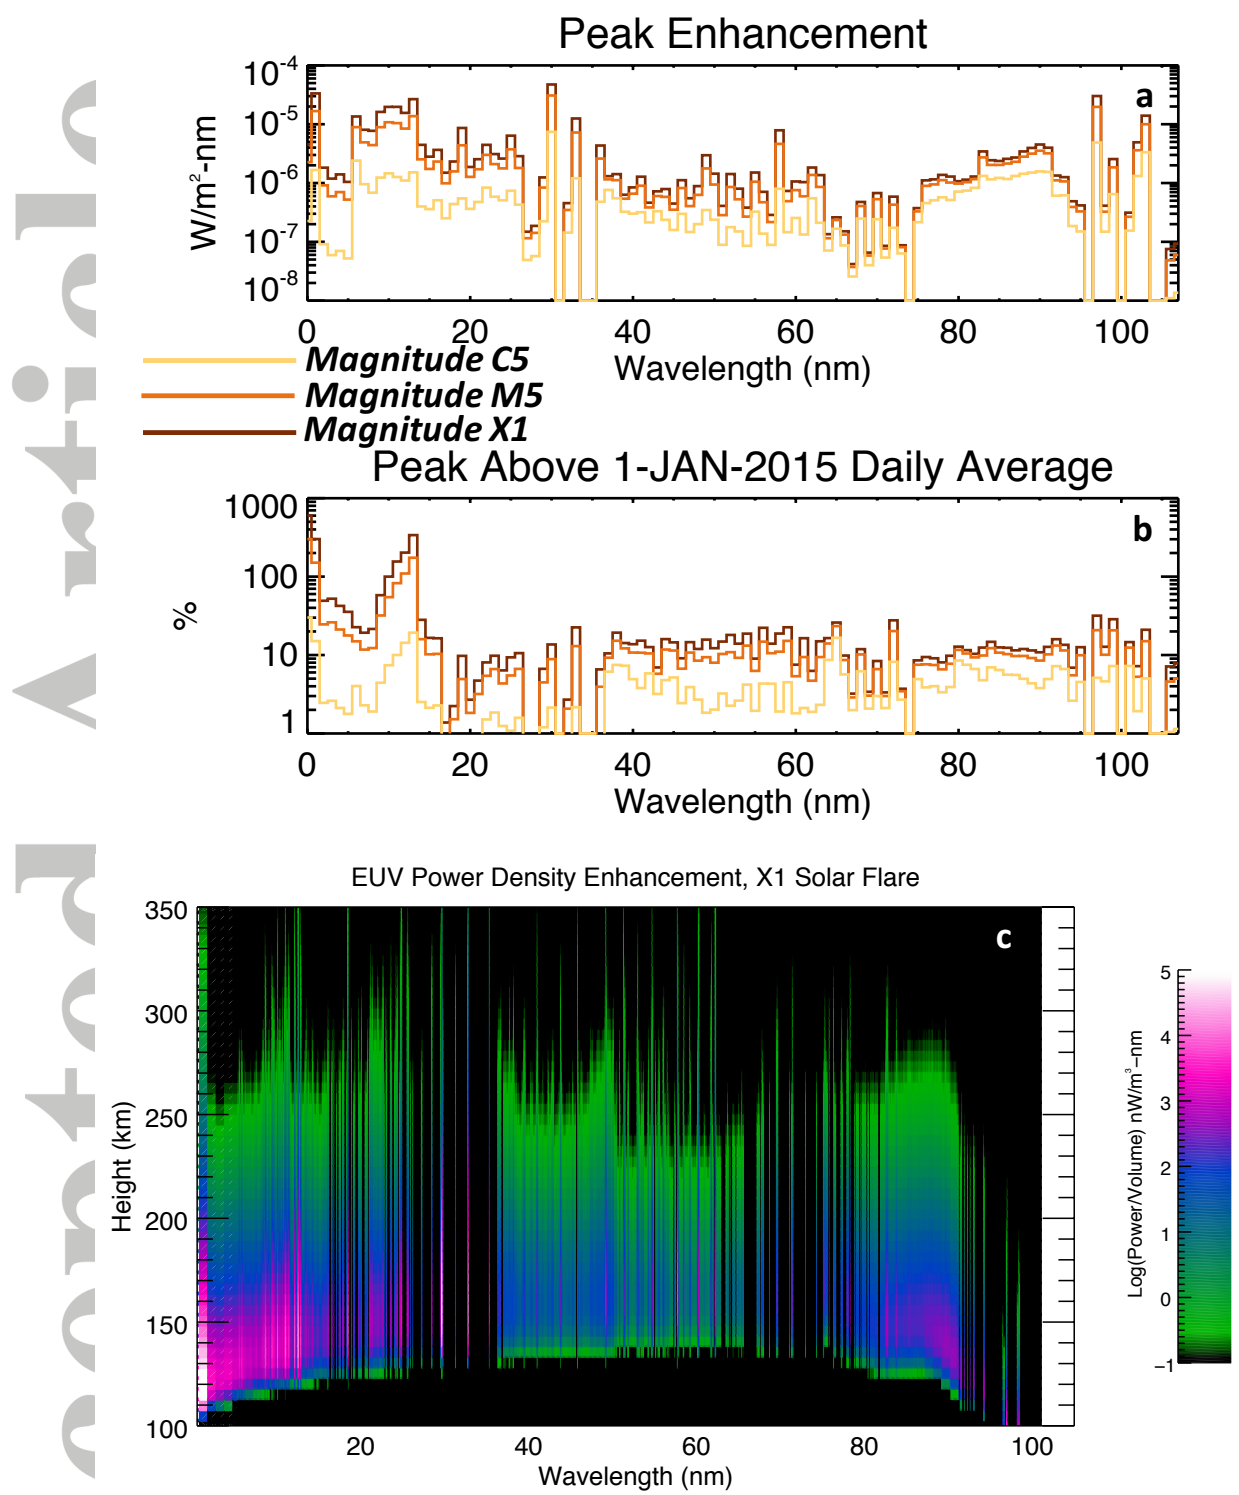 Peak Enhancement
a
10-4
10-5
10-6
10-7
10-8
W/m2-nm
0 20 40 60 80 100
Wavelength (nm)
Magnitude C5
Magnitude M5
Magnitude X1
Peak Above 1-JAN-2015 Daily Average
b
1000
100
10
1
%
0 20 40 60 80 100
Wavelength (nm)
EUV Power Density Enhancement, X1 Solar Flare
c
350
300
250
200
150
100
Height (km)
20 40 60 80 100
Wavelength (nm)
5
4
3
2
1
0
−1
Log(Power/Volume) nW/m3−nm